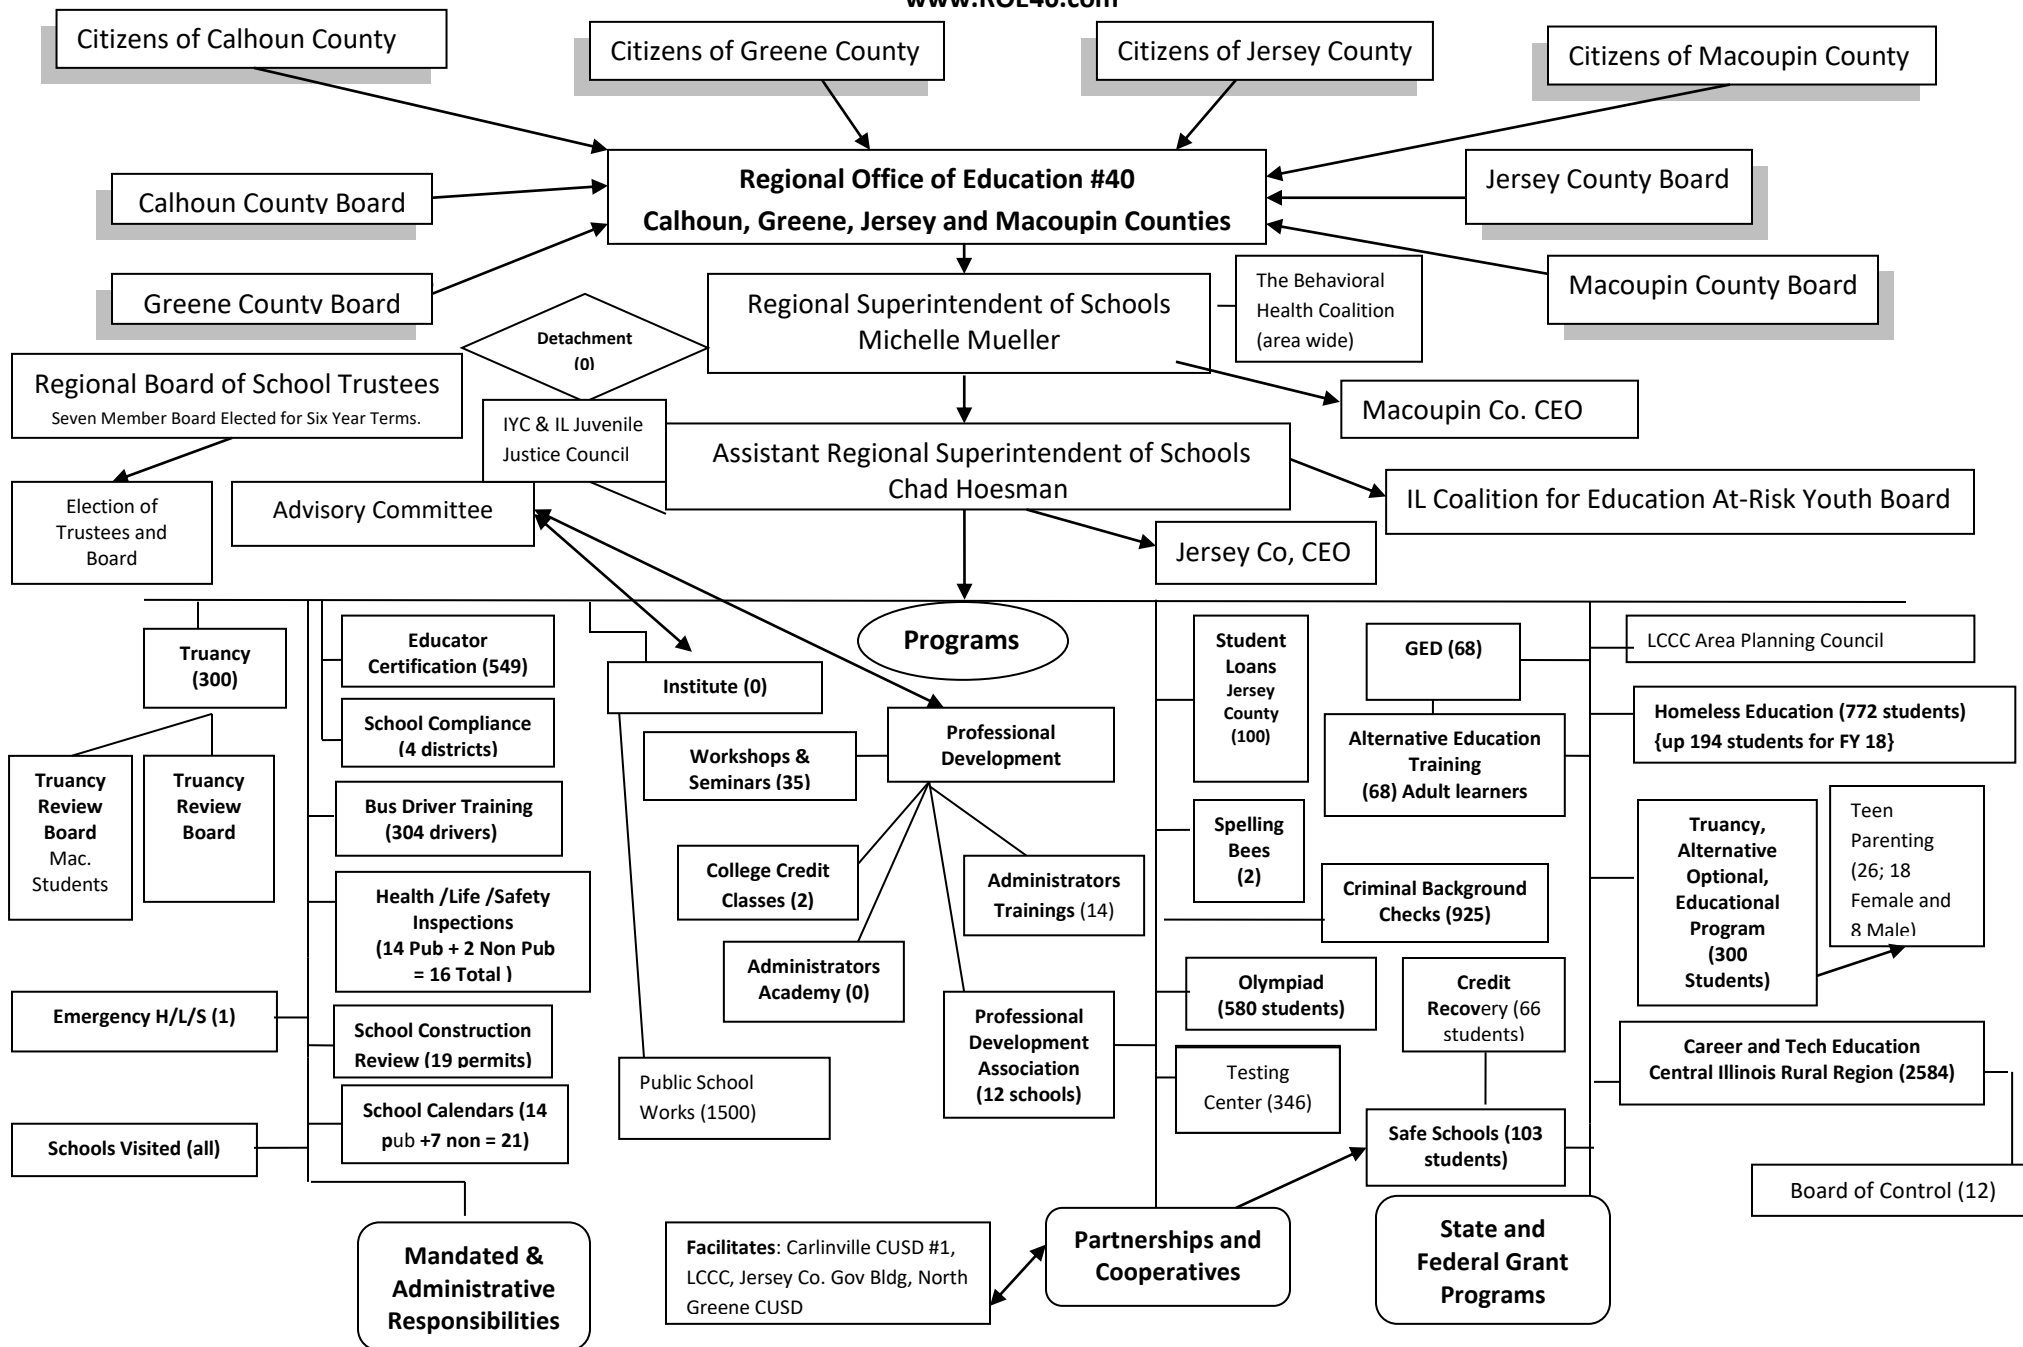 www.ROE40.com
Citizens of Calhoun County
Citizens of Greene County
Citizens of Jersey County
Citizens of Macoupin County
Regional Office of Education #40
Calhoun, Greene, Jersey and Macoupin Counties
Calhoun County Board
Jersey County Board
Greene County Board
Macoupin County Board
Regional Superintendent of Schools
Michelle Mueller
The Behavioral
Health Coalition
(area wide)
Detachment
(0)
Regional Board of School Trustees
Seven Member Board Elected for Six Year Terms.
Macoupin Co. CEO
IYC & IL Juvenile
Justice Council
Assistant Regional Superintendent of Schools
Chad Hoesman
IL Coalition for Education At-Risk Youth Board
Election of
Trustees and
Board
Advisory Committee
Jersey Co, CEO
Programs
Truancy
(300)
Educator
Certification (549)
School Compliance
(4 districts)
Truancy
Review
Board
Mac.
Students
Truancy
Review
Board
Bus Driver Training
(304 drivers)
Health /Life /Safety
Inspections
(14 Pub + 2 Non Pub
= 16 Total )
Emergency H/L/S (1)
School Construction
Review (19 permits)
School Calendars (14
pub +7 non = 21)
Schools Visited (all)
Mandated &
Administrative
Responsibilities
Institute (0)
Professional
Development
Workshops &
Seminars (35)
College Credit
Classes (2)
Administrators
Trainings (14)
Administrators
Academy (0)
Professional
Development
Association
(12 schools)
Public School
Works (1500)
Student
Loans
Jersey
County
(100)
Spelling
Bees
(2)
GED (68)
Alternative Education
Training
(68) Adult learners
Criminal Background
Checks (925)
Olympiad
(580 students)
Credit
Recovery (66
students)
Testing
Center (346)
Safe Schools (103
students)
LCCC Area Planning Council
Homeless Education (772 students)
{up 194 students for FY 18}
Truancy,
Alternative
Optional,
Educational
Program
(300
Students)
Teen
Parenting
(26; 18
Female and
8 Male)
Career and Tech Education
Central Illinois Rural Region (2584)
Board of Control (12)
Facilitates: Carlinville CUSD #1,
LCCC, Jersey Co. Gov Bldg, North
Greene CUSD
Partnerships and
Cooperatives
State and
Federal Grant
Programs